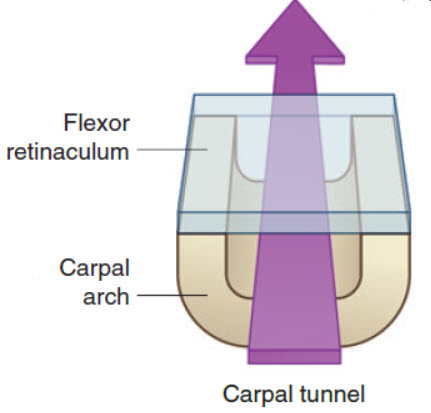 Flexor
retinaculum
Carpal
arch
Carpal tunnel